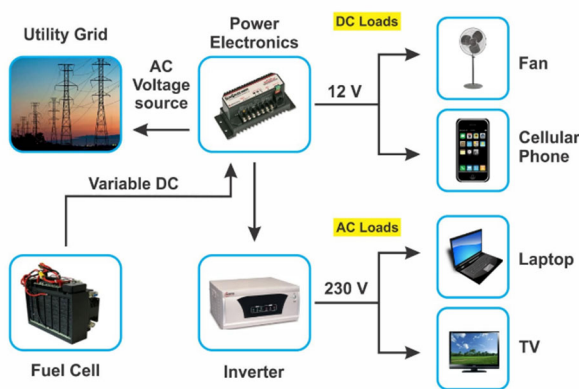 Utility Grid
AC
Voltage
source
Power
Electronics
DC Loads
12 V
Fan
Cellular
Phone
Variable DC
AC Loads
230 V
Laptop
TV
Fuel Cell
Inverter